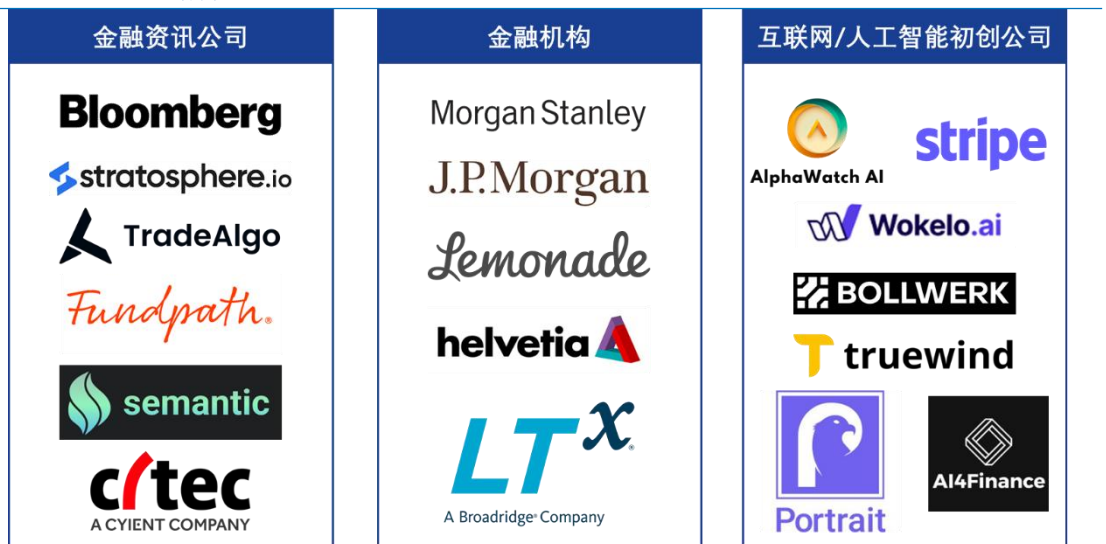 金融资讯公司
Bloomberg
stratosphere.io
TradeAlgo
Fundpath®
semantic
citec
A CYIENT COMPANY
金融机构
Morgan Stanley
J.P.Morgan
Lemonade
helvetia
LTX®
A Broadridge® Company
互联网/人工智能初创公司
AlphaWatch AI
stripe
Wokelo.ai
BOLLWERK
truewind
Portrait
AI4Finance